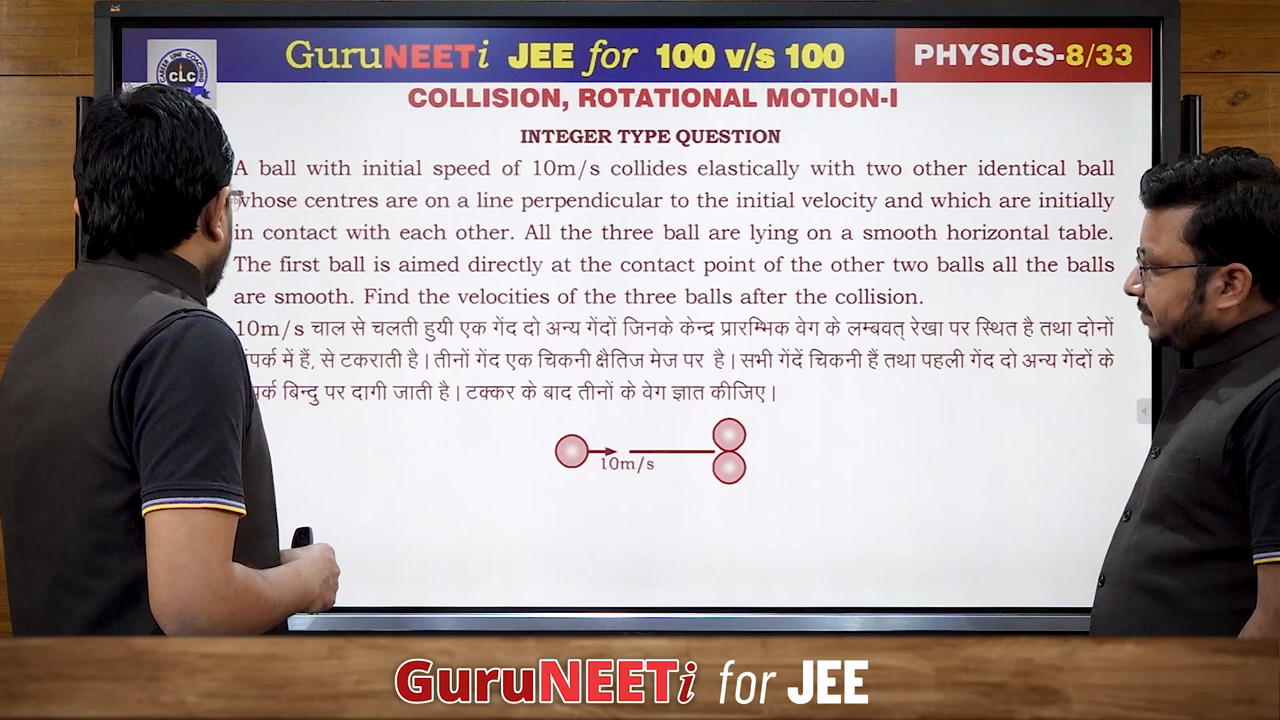 GuruNEETi JEE for 100 v/s 100
PHYSICS-8/33
CLC
COLLISION, ROTATIONAL MOTION-I
INTEGER TYPE QUESTION
A ball with initial speed of 10m/s collides elastically with two other identical ball
whose centres are on a line perpendicular to the initial velocity and which are initially
in contact with each other. All the three ball are lying on a smooth horizontal table.
The first ball is aimed directly at the contact point of the other two balls all the balls
are smooth. Find the velocities of the three balls after the collision.
10m/s चाल से चलती हुयी एक गेंद दो अन्य गेंदों जिनके केन्द्र प्रारम्भिक वेग के लम्बवत् रेखा पर स्थित है तथा दोनों
में हैं, से टकराती है। तीनों गेंद एक चिकनी क्षैतिज मेज पर है। सभी गेंदें चिकनी हैं तथा पहली गेंद दो अन्य गेंदों के
बिन्दु पर दागी जाती है। टक्कर के बाद तीनों के वेग ज्ञात कीजिए।
10m/s
GuruNEETi for JEE